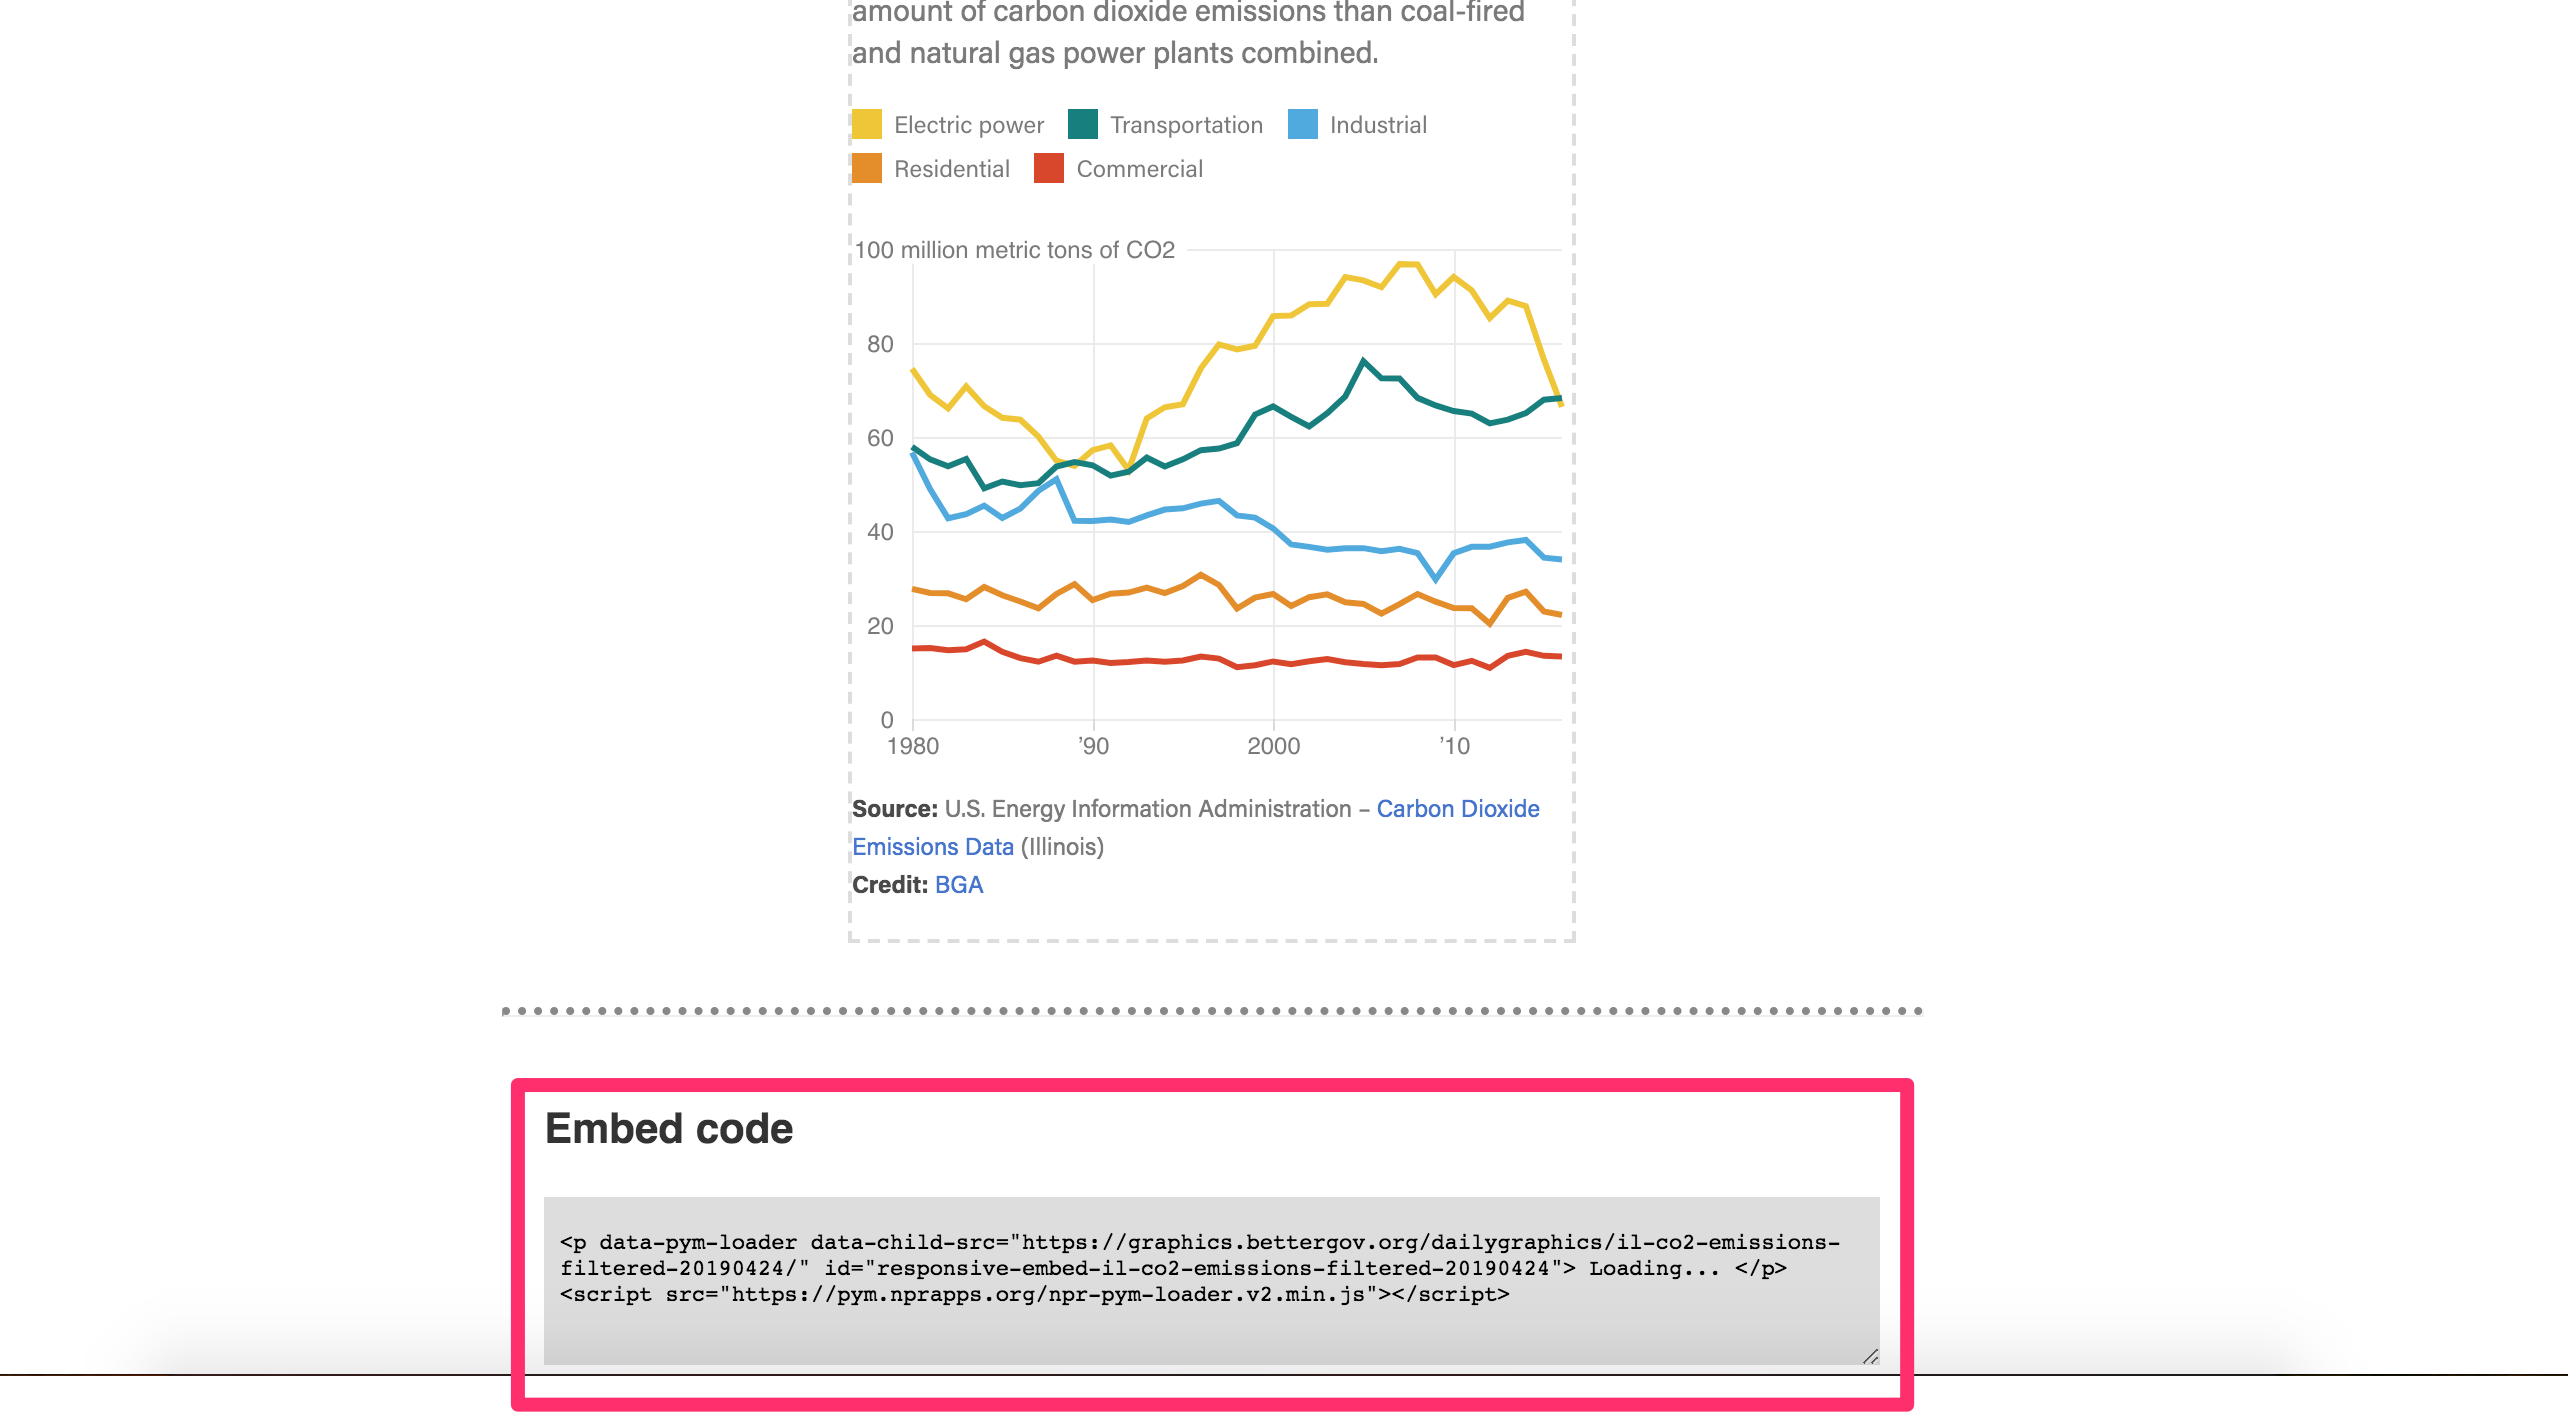 amount of carbon dioxide emissions than coal-fired
and natural gas power plants combined.
Electric power Transportation Industrial
Residential Commercial
100 million metric tons of CO2
80
60
40
20
0
1980 ’90 2000 ’10
Source: U.S. Energy Information Administration – Carbon Dioxide
Emissions Data (Illinois)
Credit: BGA
Embed code
<p data-pym-loader data-child-src="https://graphics.bettergov.org/dailygraphics/il-co2-emissions-
filtered-20190424/" id="responsive-embed-il-co2-emissions-filtered-20190424"> Loading... </p>
<script src="https://pym.nprapps.org/npr-pym-loader.v2.min.js"></script>